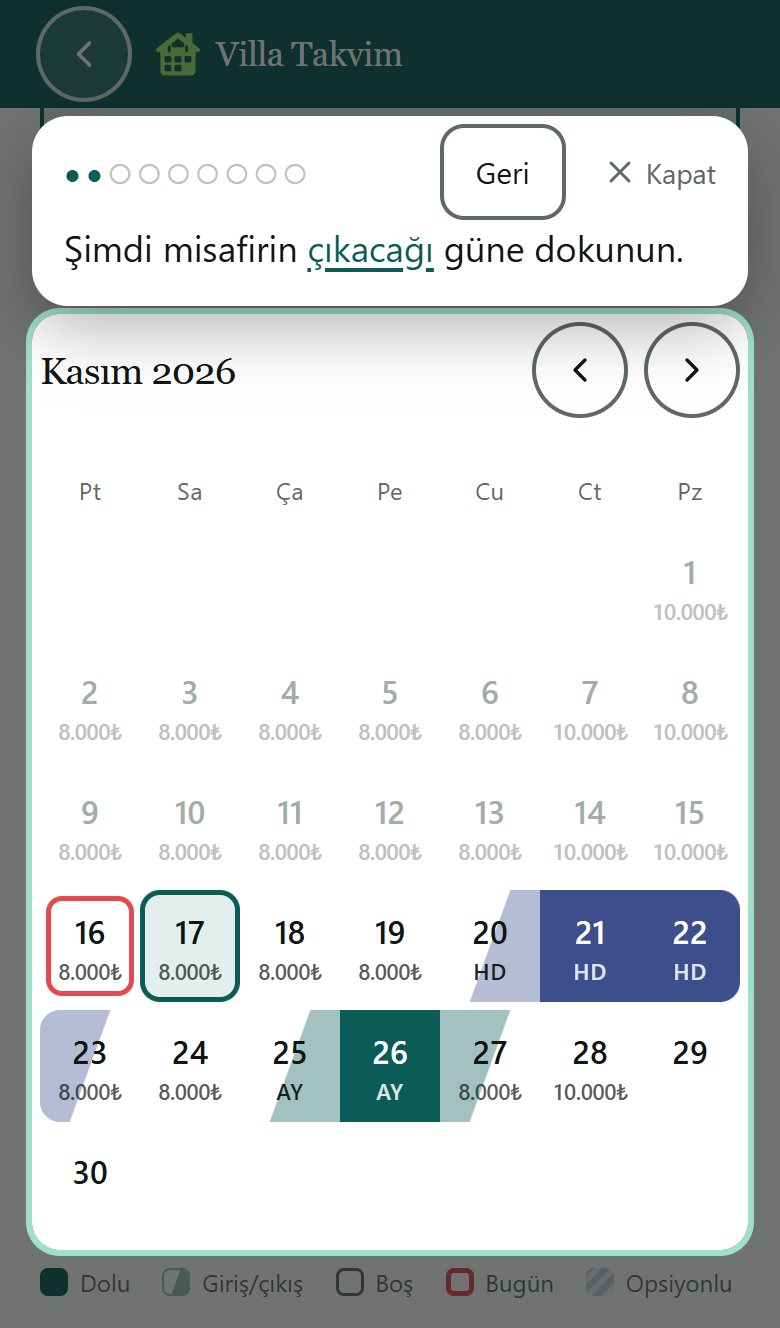 Villa Takvim
Geri
Kapat
Şimdi misafirin çıkacağı güne dokunun.
Kasım 2026
Pt Sa Ça Pe Cu Ct Pz
1
10.000₺
2 3 4 5 6 7 8
8.000₺ 8.000₺ 8.000₺ 8.000₺ 8.000₺ 10.000₺ 10.000₺
9 10 11 12 13 14 15
8.000₺ 8.000₺ 8.000₺ 8.000₺ 8.000₺ 10.000₺ 10.000₺
16 17 18 19 20 21 22
8.000₺ 8.000₺ 8.000₺ 8.000₺ HD HD HD
23 24 25 26 27 28 29
8.000₺ 8.000₺ AY AY 8.000₺ 10.000₺
30
Dolu Giriş/çıkış Boş Bugün Opsiyonlu